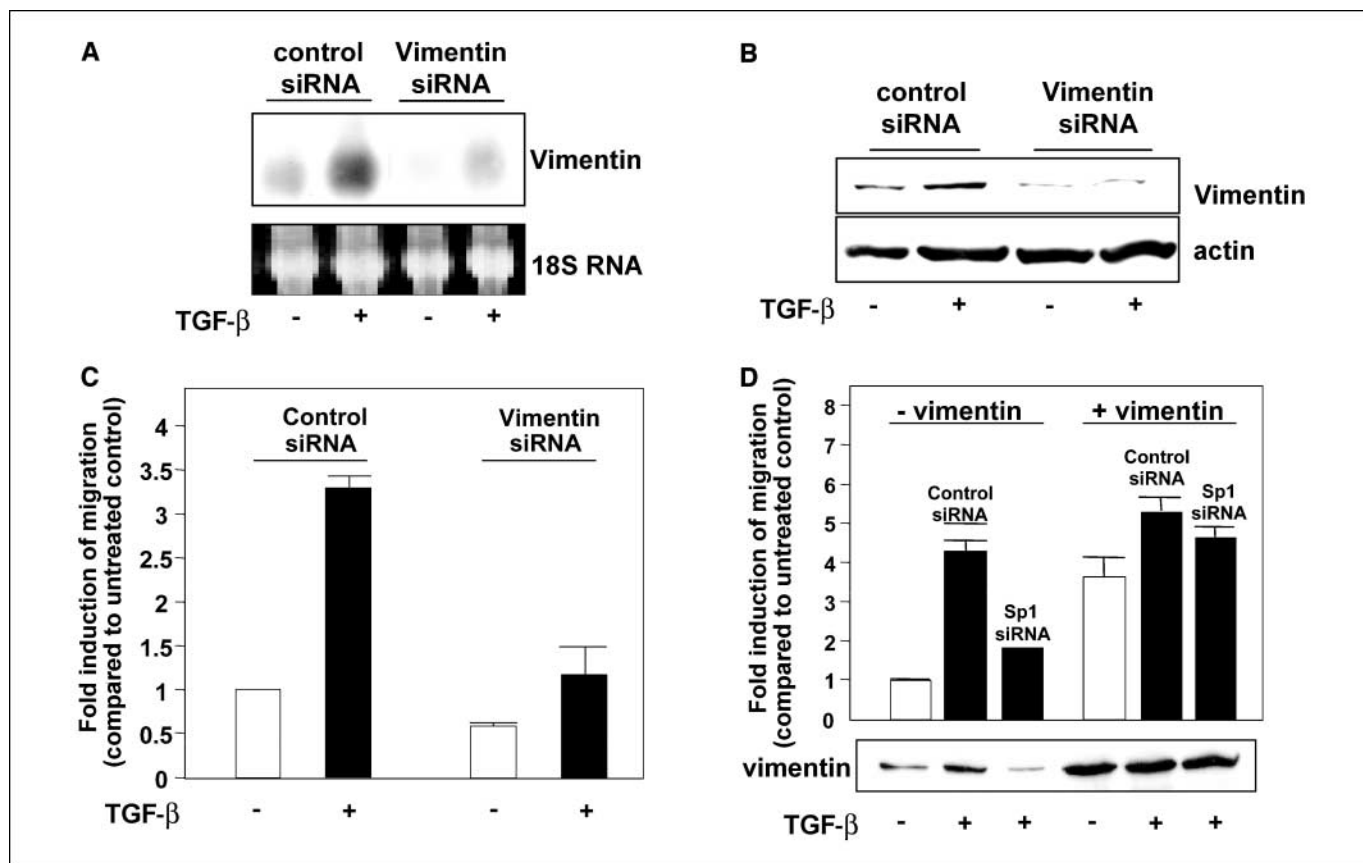 A
control
siRNA
Vimentin
siRNA
Vimentin
18S RNA
TGF-β - + - +
B
control
siRNA
Vimentin
siRNA
Vimentin
actin
TGF-β - + - +
C
Fold induction of migration
(compared to untreated control)
4
3.5
3
2.5
2
1.5
1
0.5
0
Control
siRNA
Vimentin
siRNA
TGF-β - + - +
D
Fold induction of migration
(compared to untreated control)
8
7
6
5
4
3
2
1
0
- vimentin
+ vimentin
Control
siRNA
Sp1
siRNA
Control
siRNA
Sp1
siRNA
vimentin
TGF-β - + + - + +